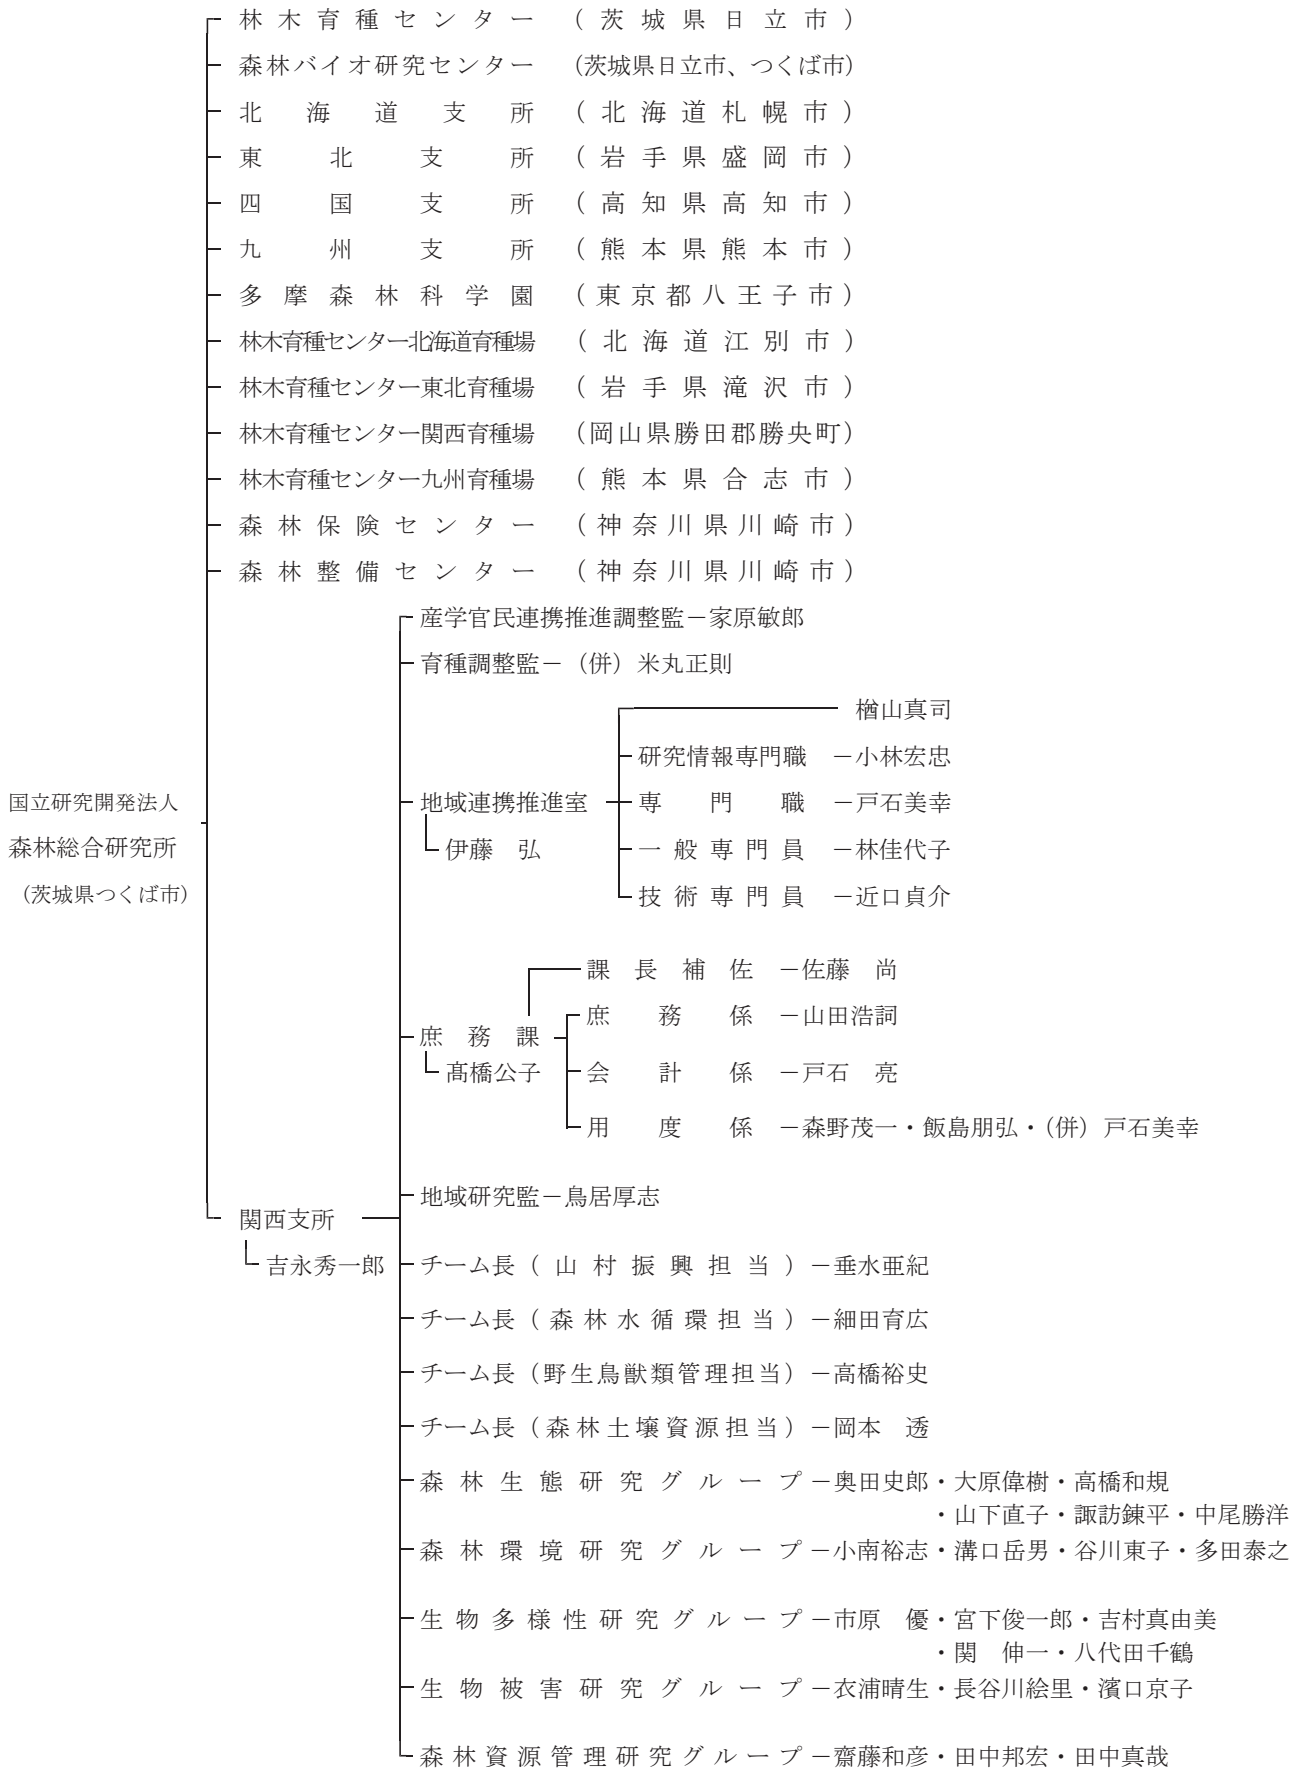 林木育種センター （茨城県日立市）
森林バイオ研究センター （茨城県日立市、つくば市）
北海道支所 （北海道札幌市）
東北支所 （岩手県盛岡市）
四国支所 （高知県高知市）
九州支所 （熊本県熊本市）
多摩森林科学園 （東京都八王子市）
林木育種センター北海道育種場 （北海道江別市）
林木育種センター東北育種場 （岩手県滝沢市）
林木育種センター関西育種場 （岡山県勝田郡勝央町）
林木育種センター九州育種場 （熊本県合志市）
森林保険センター （神奈川県川崎市）
森林整備センター （神奈川県川崎市）
国立研究開発法人
森林総合研究所
（茨城県つくば市）
関西支所
吉永秀一郎
産学官民連携推進調整監－家原敏郎
育種調整監－（併）米丸正則
地域連携推進室
伊藤　弘
楢山真司
研究情報専門職 －小林宏忠
専門職 －戸石美幸
一般専門員 －林佳代子
技術専門員 －近口貞介
庶務課
髙橋公子
課長補佐 －佐藤　尚
庶務係 －山田浩詞
会計係 －戸石　亮
用度係 －森野茂一・飯島朋弘・（併）戸石美幸
地域研究監－鳥居厚志
チーム長（山村振興担当）－垂水亜紀
チーム長（森林水循環担当）－細田育広
チーム長（野生鳥獣類管理担当）－高橋裕史
チーム長（森林土壌資源担当）－岡本　透
森林生態研究グループ－奥田史郎・大原偉樹・高橋和規
・山下直子・諏訪錬平・中尾勝洋
森林環境研究グループ－小南裕志・溝口岳男・谷川東子・多田泰之
生物多様性研究グループ－市原　優・宮下俊一郎・吉村真由美
・関　伸一・八代田千鶴
生物被害研究グループ－衣浦晴生・長谷川絵里・濱口京子
森林資源管理研究グループ－齋藤和彦・田中邦宏・田中真哉